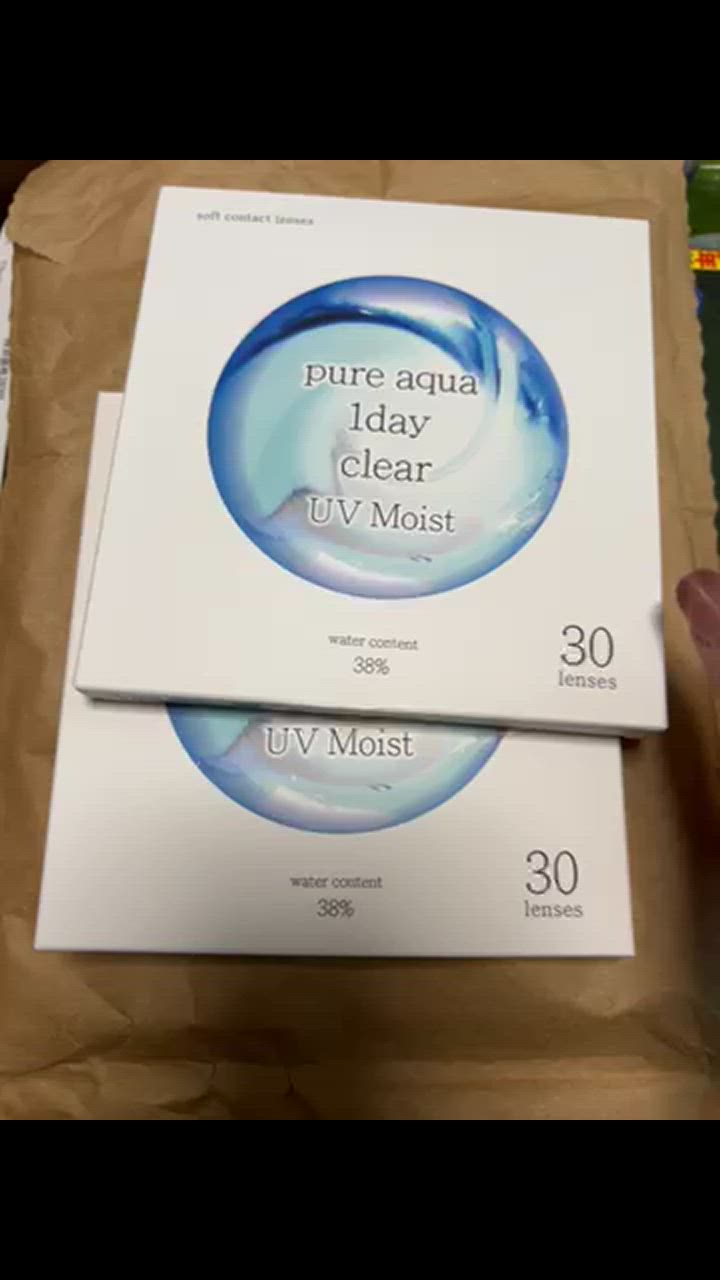 soft contact lenses
pure aqua
1day
clear
UV Moist
water content
38%
30
lenses
UV Moist
water content
38%
30
lenses